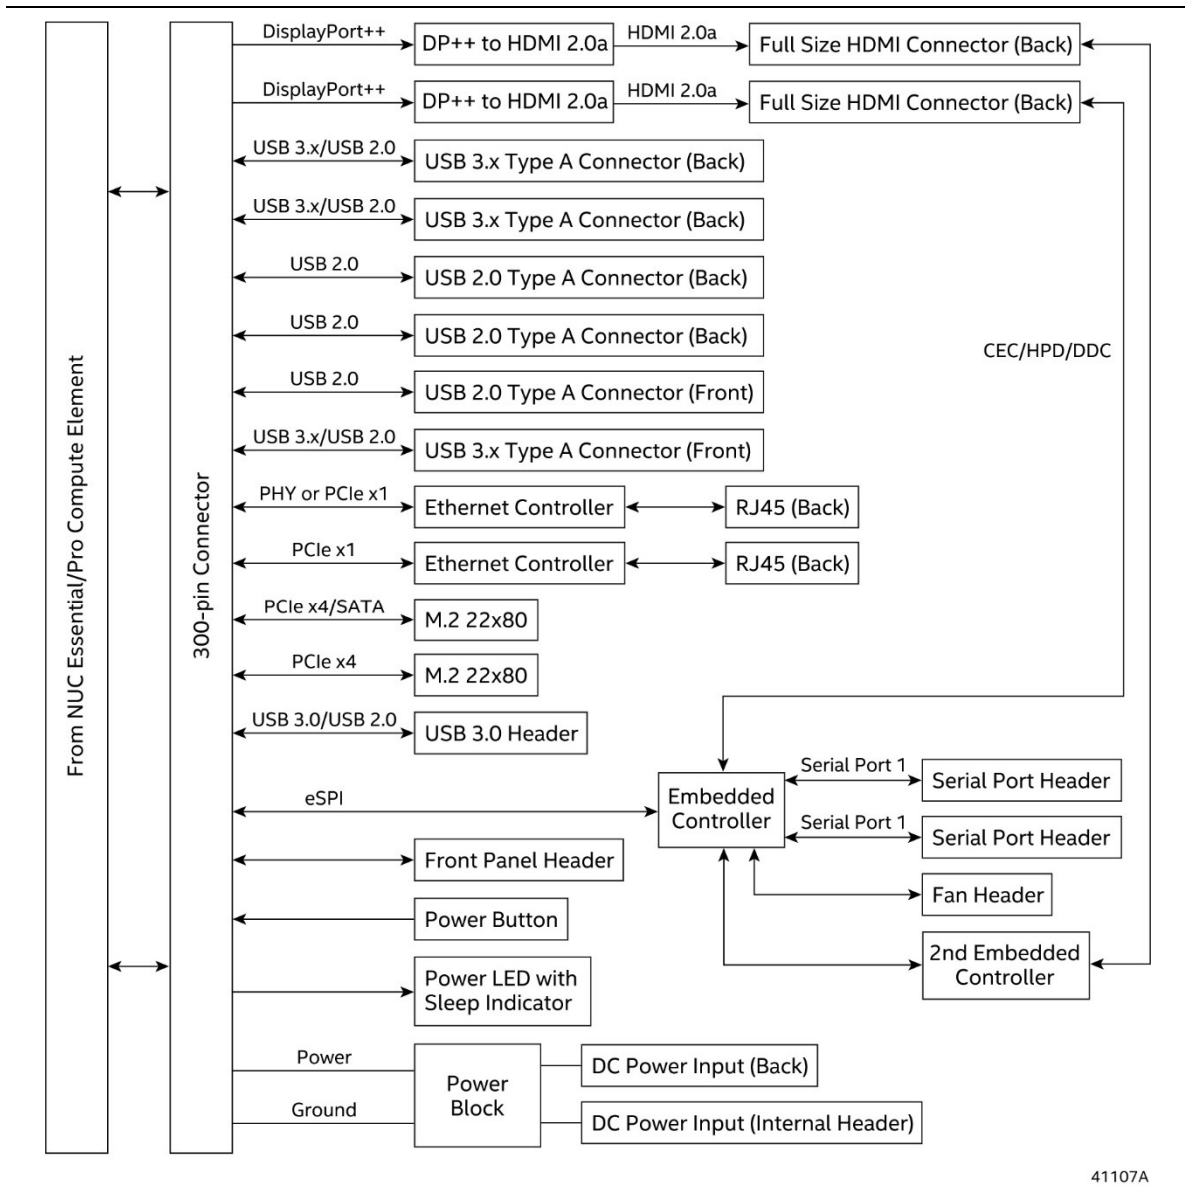 DisplayPort++
DP++ to HDMI 2.0a
HDMI 2.0a
Full Size HDMI Connector (Back)
DisplayPort++
DP++ to HDMI 2.0a
HDMI 2.0a
Full Size HDMI Connector (Back)
USB 3.x/USB 2.0
USB 3.x Type A Connector (Back)
USB 3.x/USB 2.0
USB 3.x Type A Connector (Back)
USB 2.0
USB 2.0 Type A Connector (Back)
USB 2.0
USB 2.0 Type A Connector (Back)
CEC/HPD/DDC
USB 2.0
USB 2.0 Type A Connector (Front)
USB 3.x/USB 2.0
USB 3.x Type A Connector (Front)
From NUC Essential/Pro Compute Element
300-pin Connector
PHY or PCIe x1
Ethernet Controller
RJ45 (Back)
PCIe x1
Ethernet Controller
RJ45 (Back)
PCIe x4/SATA
M.2 22x80
PCIe x4
M.2 22x80
USB 3.0/USB 2.0
USB 3.0 Header
eSPI
Embedded
Controller
Serial Port 1
Serial Port Header
Serial Port 1
Serial Port Header
Front Panel Header
Fan Header
Power Button
2nd Embedded
Controller
Power LED with
Sleep Indicator
Power
Ground
Power
Block
DC Power Input (Back)
DC Power Input (Internal Header)
41107A